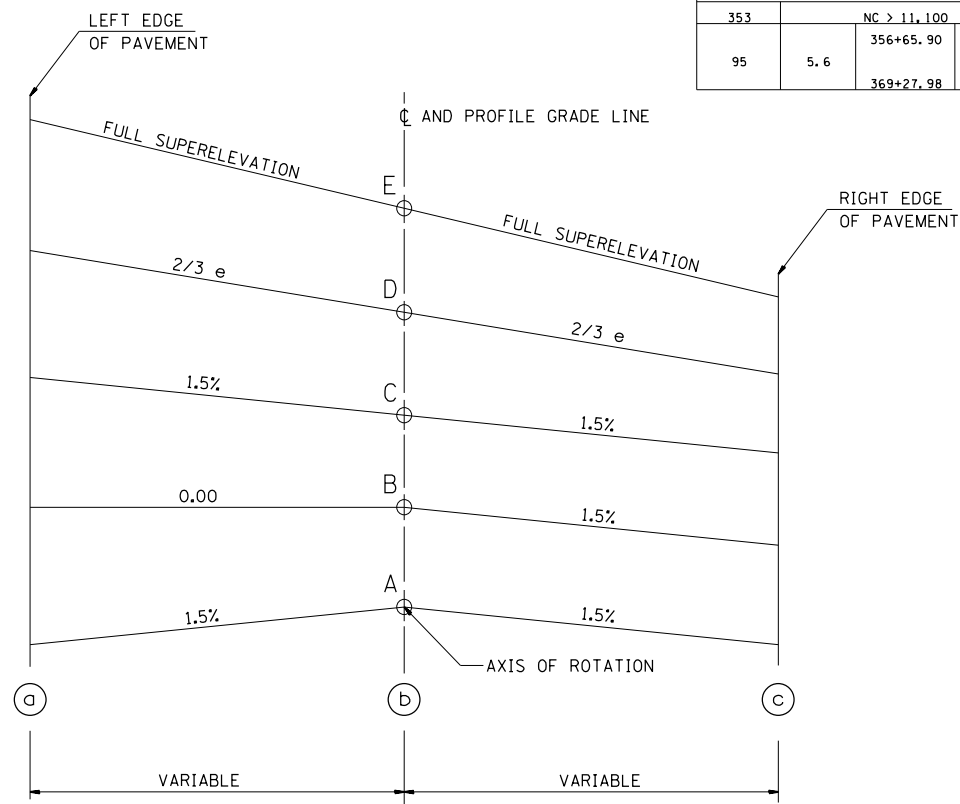 LEFT EDGE
OF PAVEMENT
353 NC > 11,100
356+65.90
95 5.6
369+27.98
℄ AND PROFILE GRADE LINE
FULL SUPERELEVATION
E
FULL SUPERELEVATION
RIGHT EDGE
OF PAVEMENT
2/3 e
D
2/3 e
1.5%
C
1.5%
0.00
B
1.5%
A
1.5%
1.5%
AXIS OF ROTATION
a b c
VARIABLE VARIABLE